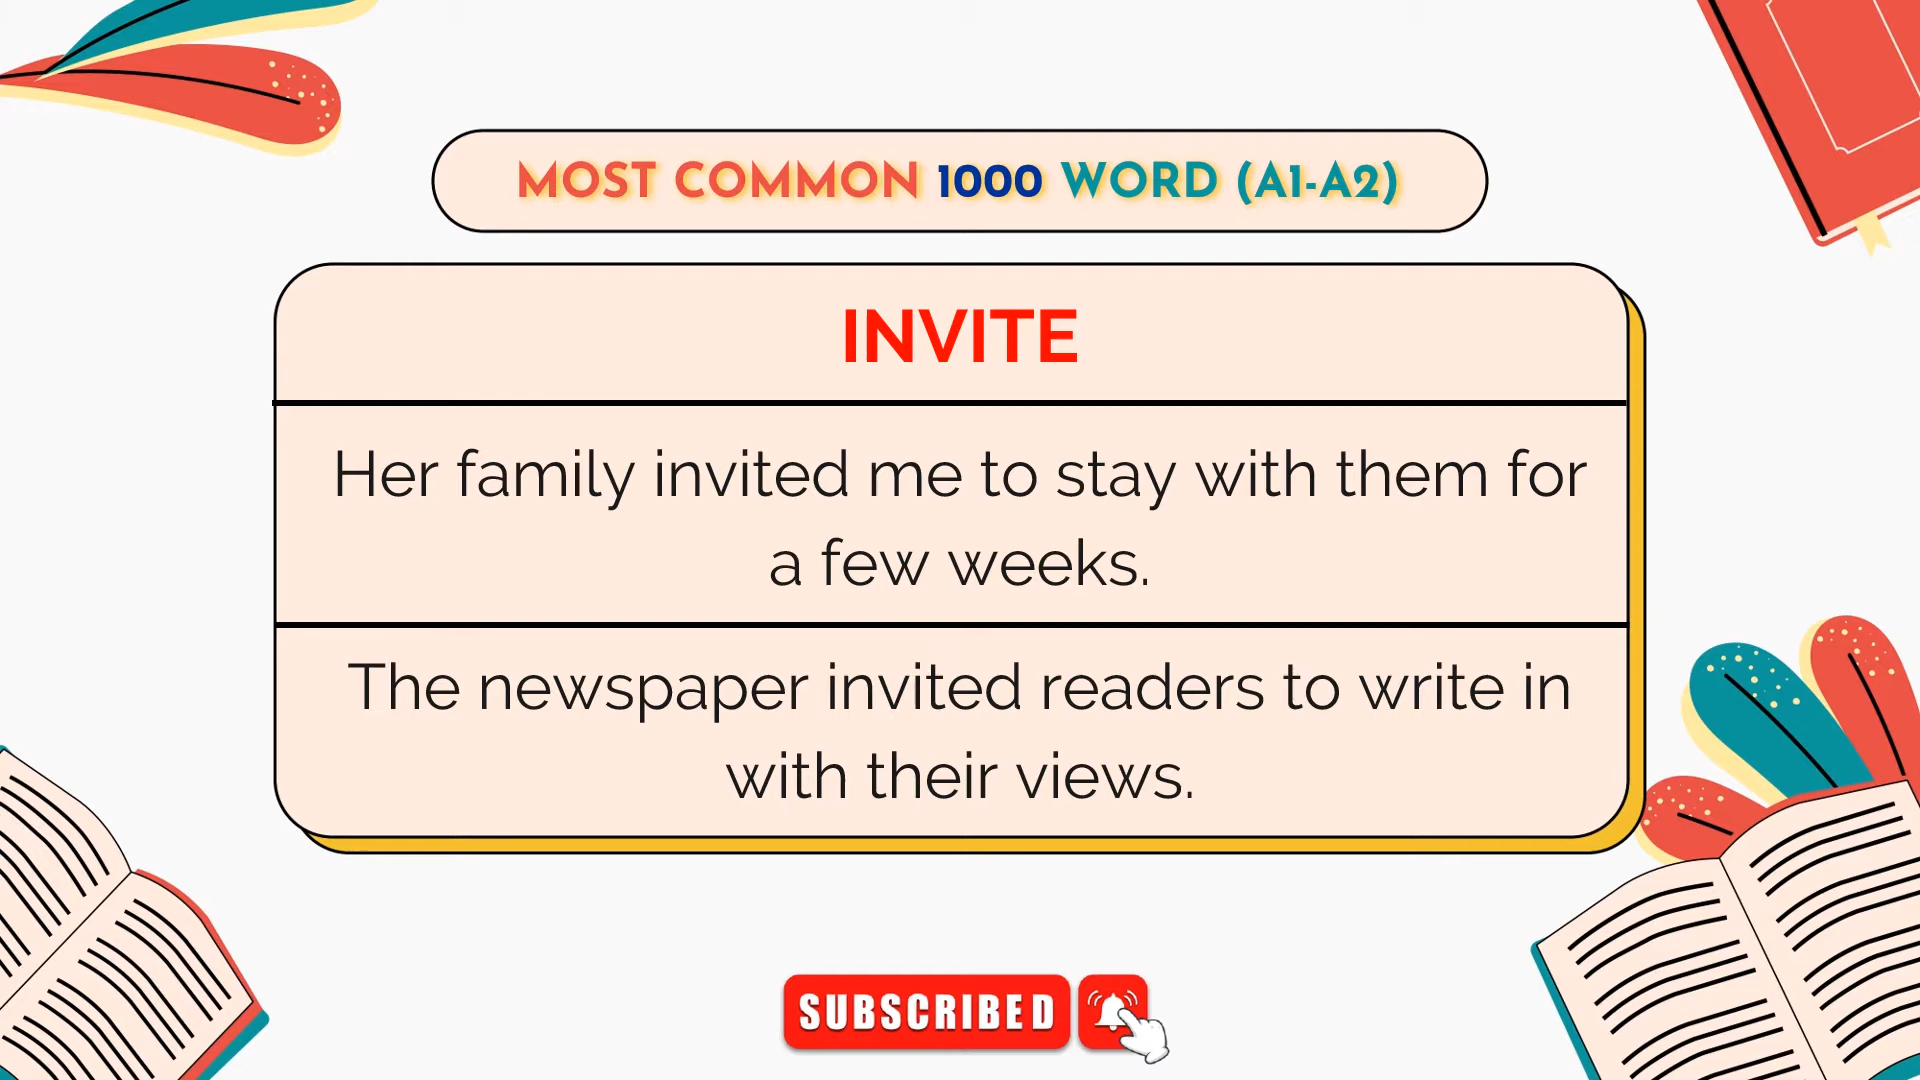 MOST COMMON 1000 WORD (A1-A2)
INVITE
Her family invited me to stay with them for
a few weeks.
The newspaper invited readers to write in
with their views.
SUBSCRIBED